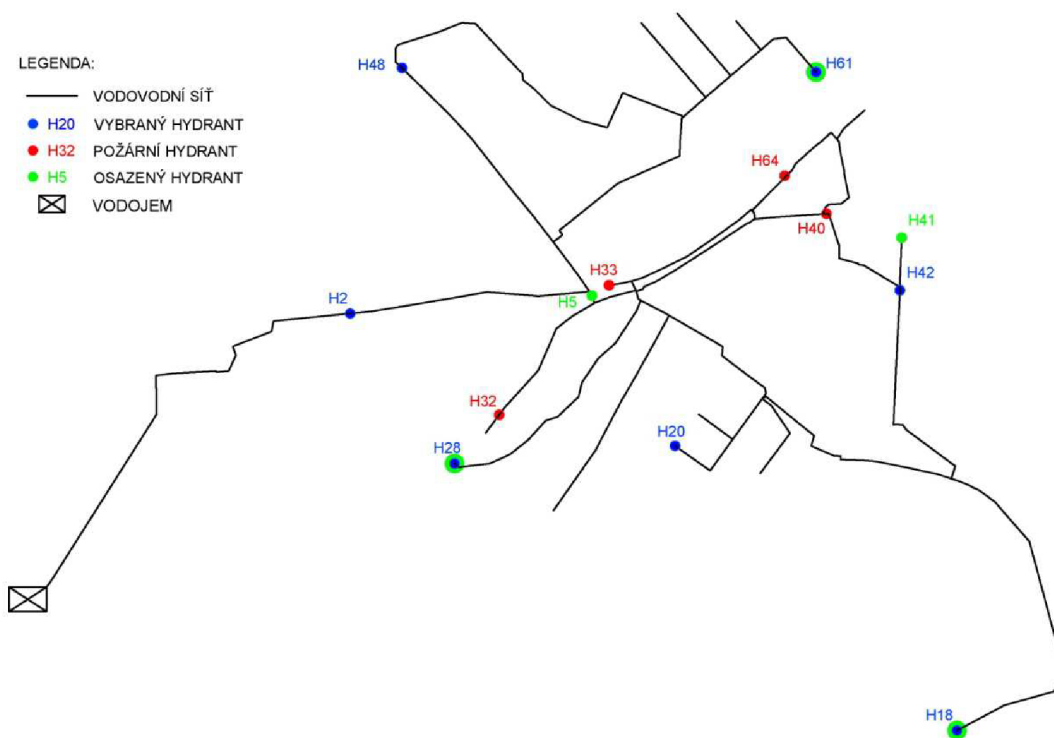 LEGENDA:
VODOVODNÍ SÍŤ
H20 VYBRANÝ HYDRANT
H32 POŽÁRNÍ HYDRANT
H5 OSAZENÝ HYDRANT
VODOJEM
H48
H61
H64
H40
H41
H42
H33
H5
H2
H32
H28
H20
H18